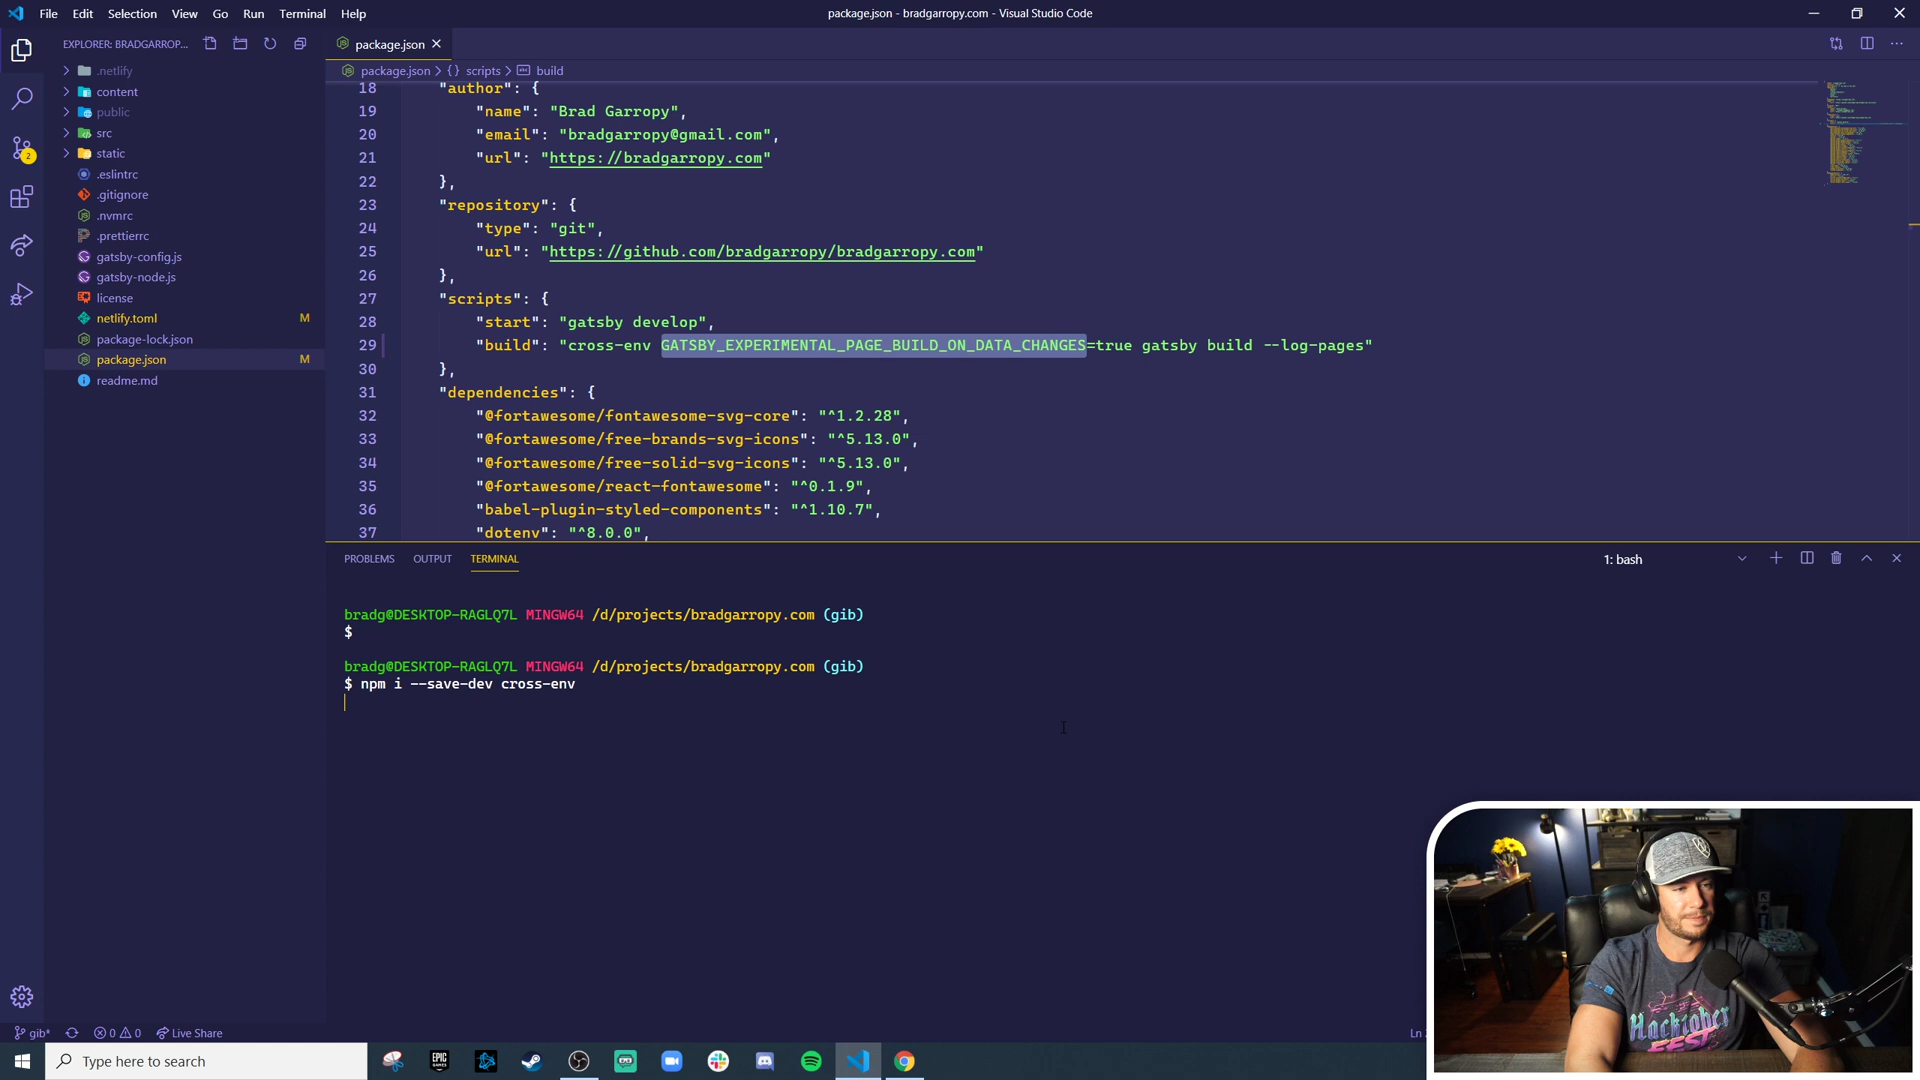 File Edit Selection View Go Run Terminal Help
package.json - bradgarropy.com - Visual Studio Code
EXPLORER: BRADGARROP...
package.json
package.json > {} scripts > build
.netlify
content
public
src
static
.eslintrc
.gitignore
.nvmrc
.prettierrc
gatsby-config.js
gatsby-node.js
license
netlify.toml M
package-lock.json
package.json M
readme.md
2
18 "author": {
19 "name": "Brad Garropy",
20 "email": "bradgarropy@gmail.com",
21 "url": "https://bradgarropy.com"
22 },
23 "repository": {
24 "type": "git",
25 "url": "https://github.com/bradgarropy/bradgarropy.com"
26 },
27 "scripts": {
28 "start": "gatsby develop",
29 "build": "cross-env GATSBY_EXPERIMENTAL_PAGE_BUILD_ON_DATA_CHANGES=true gatsby build --log-pages"
30 },
31 "dependencies": {
32 "@fortawesome/fontawesome-svg-core": "^1.2.28",
33 "@fortawesome/free-brands-svg-icons": "^5.13.0",
34 "@fortawesome/free-solid-svg-icons": "^5.13.0",
35 "@fortawesome/react-fontawesome": "^0.1.9",
36 "babel-plugin-styled-components": "^1.10.7",
37 "dotenv": "^8.0.0",
PROBLEMS OUTPUT TERMINAL
1: bash
bradg@DESKTOP-RAGLQ7L MINGW64 /d/projects/bradgarropy.com (gib)
$
bradg@DESKTOP-RAGLQ7L MINGW64 /d/projects/bradgarropy.com (gib)
$ npm i --save-dev cross-env
Hacktober
FEST
gib* 0 0 Live Share
Ln
Type here to search
EPIC
GAMES